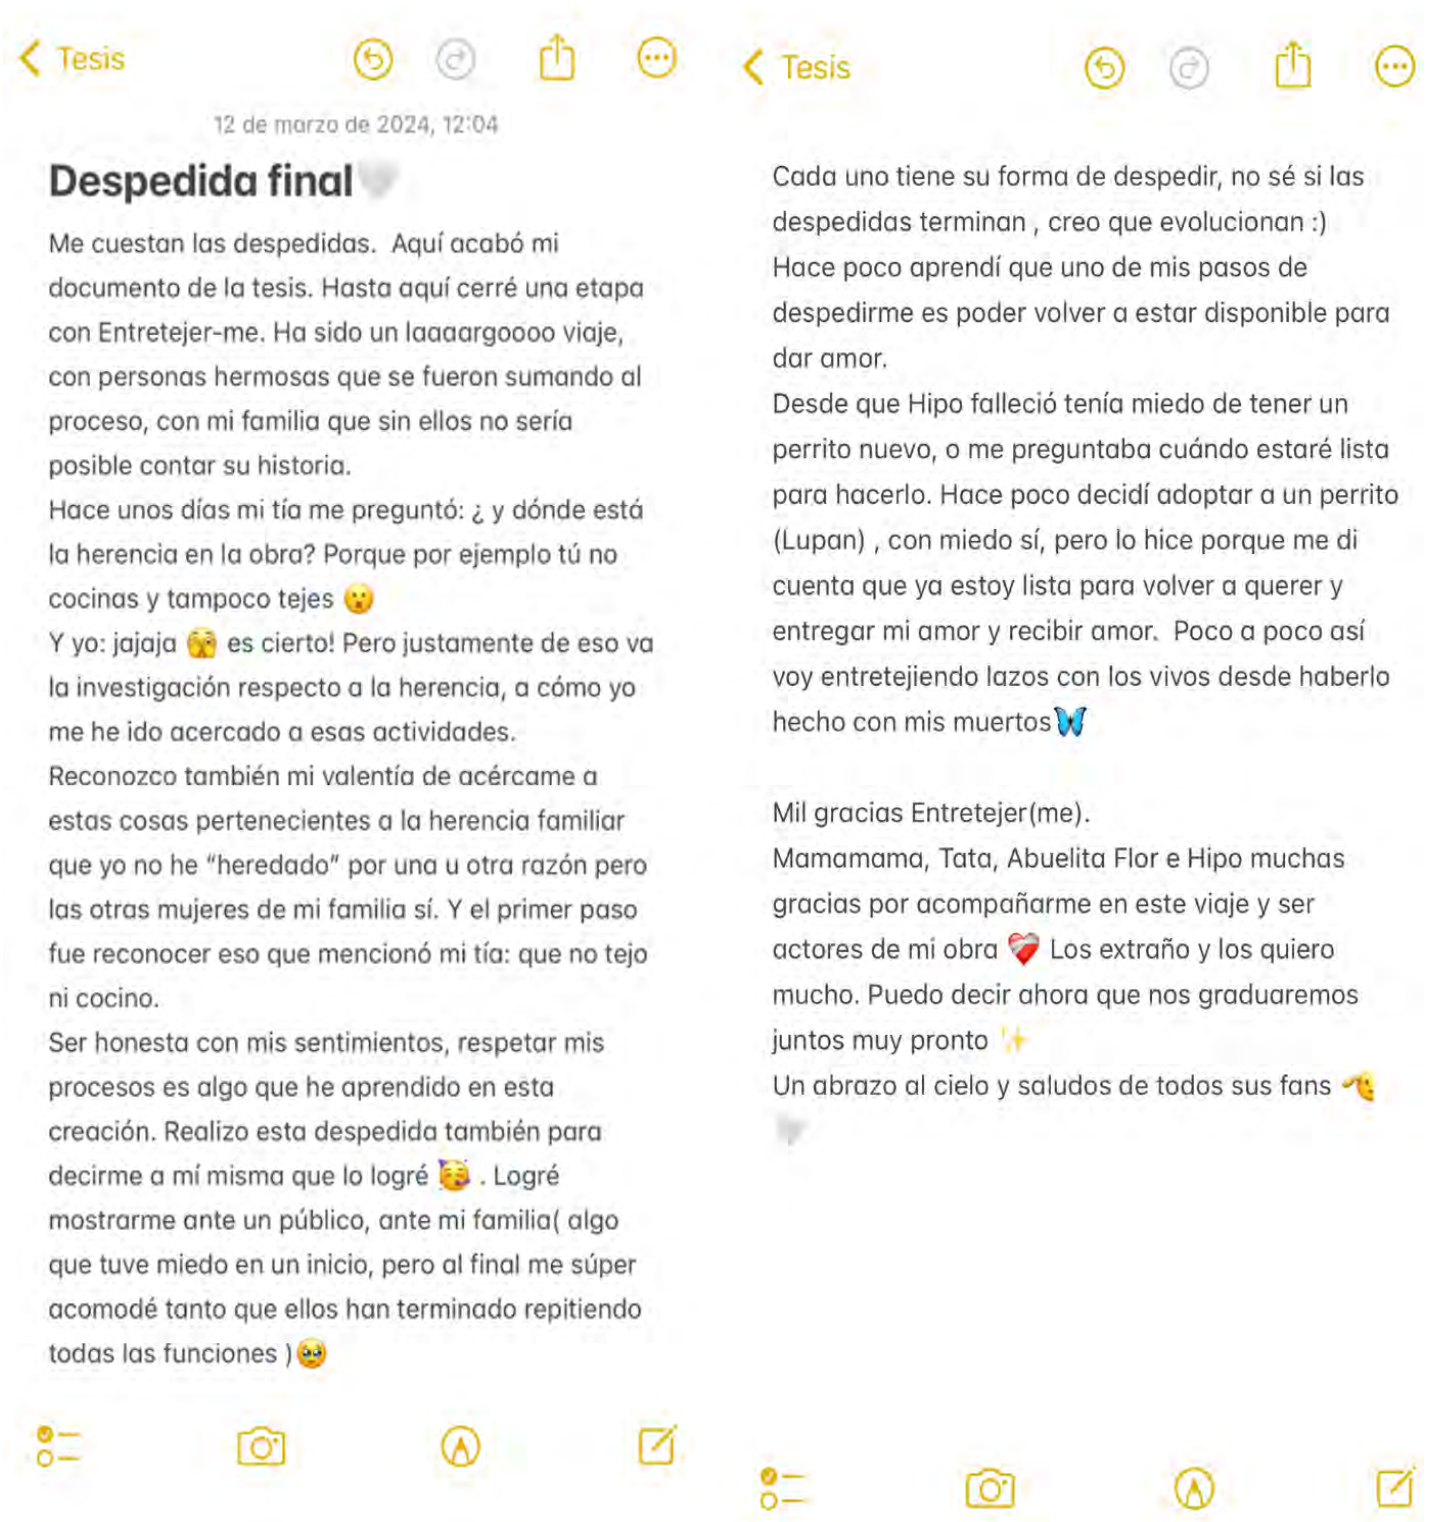 Tesis
12 de marzo de 2024, 12:04
Despedida final🤍
Me cuestan las despedidas.  Aquí acabó mi
documento de la tesis. Hasta aquí cerré una etapa
con Entretejer-me. Ha sido un laaaargoooo viaje,
con personas hermosas que se fueron sumando al
proceso, con mi familia que sin ellos no sería
posible contar su historia.
Hace unos días mi tía me preguntó: ¿ y dónde está
la herencia en la obra? Porque por ejemplo tú no
cocinas y tampoco tejes 😮
Y yo: jajaja 🫣 es cierto! Pero justamente de eso va
la investigación respecto a la herencia, a cómo yo
me he ido acercado a esas actividades.
Reconozco también mi valentía de acércame a
estas cosas pertenecientes a la herencia familiar
que yo no he "heredado" por una u otra razón pero
las otras mujeres de mi familia sí. Y el primer paso
fue reconocer eso que mencionó mi tía: que no tejo
ni cocino.
Ser honesta con mis sentimientos, respetar mis
procesos es algo que he aprendido en esta
creación. Realizo esta despedida también para
decirme a mí misma que lo logré 🥳 . Logré
mostrarme ante un público, ante mi familia( algo
que tuve miedo en un inicio, pero al final me súper
acomodé tanto que ellos han terminado repitiendo
todas las funciones )🥹
Tesis
Cada uno tiene su forma de despedir, no sé si las
despedidas terminan , creo que evolucionan :)
Hace poco aprendí que uno de mis pasos de
despedirme es poder volver a estar disponible para
dar amor.
Desde que Hipo falleció tenía miedo de tener un
perrito nuevo, o me preguntaba cuándo estaré lista
para hacerlo. Hace poco decidí adoptar a un perrito
(Lupan) , con miedo sí, pero lo hice porque me di
cuenta que ya estoy lista para volver a querer y
entregar mi amor y recibir amor.  Poco a poco así
voy entretejiendo lazos con los vivos desde haberlo
hecho con mis muertos🦋
Mil gracias Entretejer(me).
Mamamama, Tata, Abuelita Flor e Hipo muchas
gracias por acompañarme en este viaje y ser
actores de mi obra ❤️‍🩹 Los extraño y los quiero
mucho. Puedo decir ahora que nos graduaremos
juntos muy pronto ✨
Un abrazo al cielo y saludos de todos sus fans 🫡
🤍